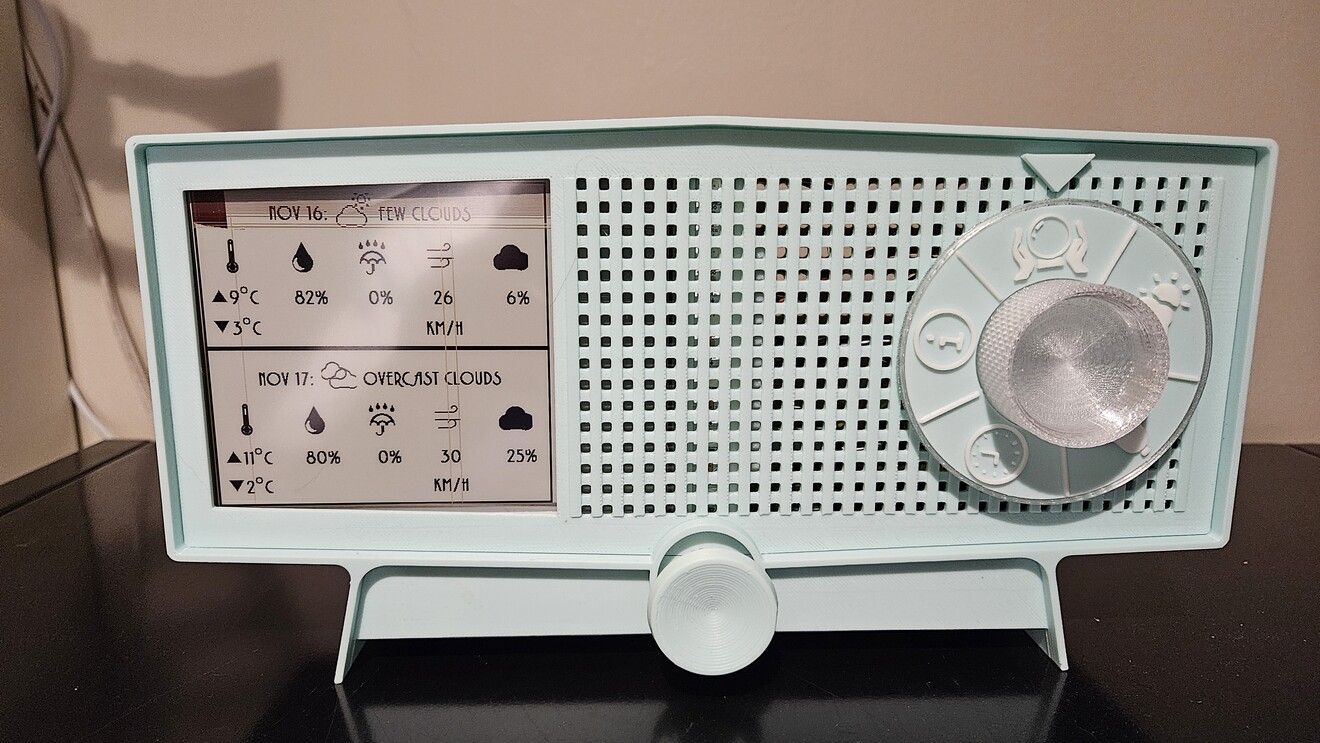 NOV 16: FEW CLOUDS
▲9°C 82% 0% 26 6%
▼3°C KM/H
NOV 17: OVERCAST CLOUDS
▲11°C 80% 0% 30 25%
▼2°C KM/H
i